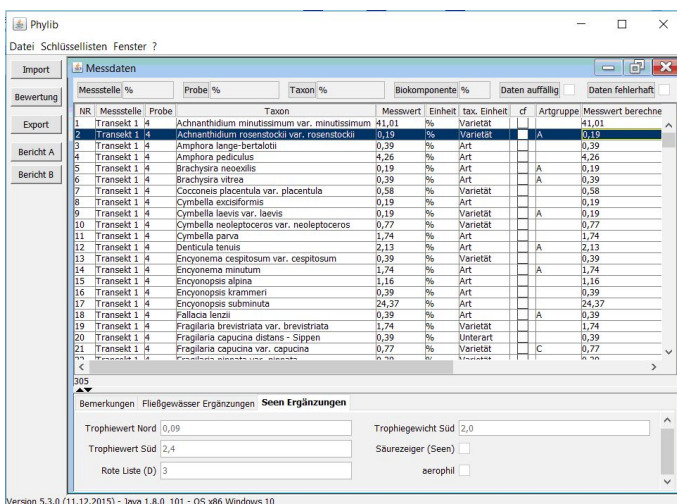 Phylib
Datei Schlüssellisten Fenster ?
Import
Bewertung
Export
Bericht A
Bericht B
Messdaten
Messstelle % Probe % Taxon % Biokomponente % Daten auffällig Daten fehlerhaft
NR Messstelle Probe Taxon Messwert Einheit tax. Einheit cf Artgruppe Messwert berechne
1 Transekt 1 4 Achnanthidium minutissimum var. minutissimum 41,01 % Varietät 41,01
2 Transekt 1 4 Achnanthidium rosenstockii var. rosenstockii 0,19 % Varietät A 0,19
3 Transekt 1 4 Amphora lange-bertalotii 0,39 % Art 0,39
4 Transekt 1 4 Amphora pediculus 4,26 % Art 4,26
5 Transekt 1 4 Brachysira neoexilis 0,19 % Art A 0,19
6 Transekt 1 4 Brachysira vitrea 0,39 % Art A 0,39
7 Transekt 1 4 Cocconeis placentula var. placentula 0,58 % Varietät 0,58
8 Transekt 1 4 Cymbella excisiformis 0,19 % Art 0,19
9 Transekt 1 4 Cymbella laevis var. laevis 0,19 % Varietät A 0,19
10 Transekt 1 4 Cymbella neoleptoceros var. neoleptoceros 0,77 % Varietät 0,77
11 Transekt 1 4 Cymbella parva 1,74 % Art 1,74
12 Transekt 1 4 Denticula tenuis 2,13 % Art A 2,13
13 Transekt 1 4 Encyonema cespitosum var. cespitosum 0,39 % Varietät 0,39
14 Transekt 1 4 Encyonema minutum 1,74 % Art A 1,74
15 Transekt 1 4 Encyonopsis alpina 1,16 % Art 1,16
16 Transekt 1 4 Encyonopsis krammeri 0,39 % Art 0,39
17 Transekt 1 4 Encyonopsis subminuta 24,37 % Art 24,37
18 Transekt 1 4 Fallacia lenzii 0,39 % Art A 0,39
19 Transekt 1 4 Fragilaria brevistriata var. brevistriata 1,74 % Varietät 1,74
20 Transekt 1 4 Fragilaria capucina distans - Sippen 0,39 % Unterart 0,39
21 Transekt 1 4 Fragilaria capucina var. capucina 0,77 % Varietät C 0,77
305
Bemerkungen Fließgewässer Ergänzungen Seen Ergänzungen
Trophiewert Nord 0,09 Trophiegewicht Süd 2,0
Trophiewert Süd 2,4 Säurezeiger (Seen)
Rote Liste (D) 3 aerophil
Version 5.3.0 (11.12.2015) - Java 1.8.0_101 - OS x86 Windows 10